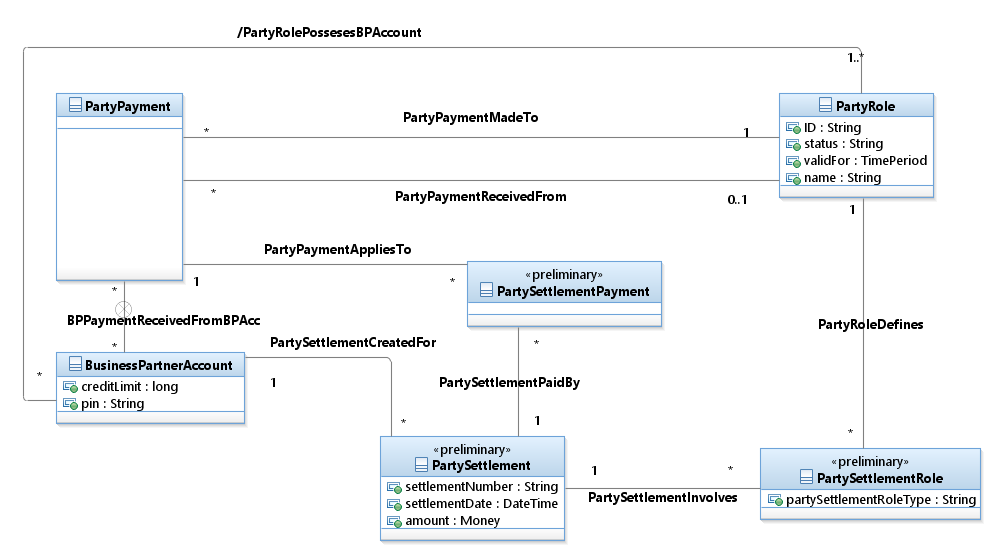 /PartyRolePossesesBPAccount
1..*
PartyPayment
PartyRole
ID : String
status : String
validFor : TimePeriod
name : String
* PartyPaymentMadeTo 1
* PartyPaymentReceivedFrom 0..1
1
PartyPaymentAppliesTo
1 *
«preliminary»
PartySettlementPayment
*
BPPaymentReceivedFromBPAcc
*
PartyRoleDefines
PartySettlementCreatedFor
*
BusinessPartnerAccount
creditLimit : long
pin : String
*
1
*
PartySettlementPaidBy
1
*
«preliminary»
PartySettlement
settlementNumber : String
settlementDate : DateTime
amount : Money
1 *
PartySettlementInvolves
«preliminary»
PartySettlementRole
partySettlementRoleType : String